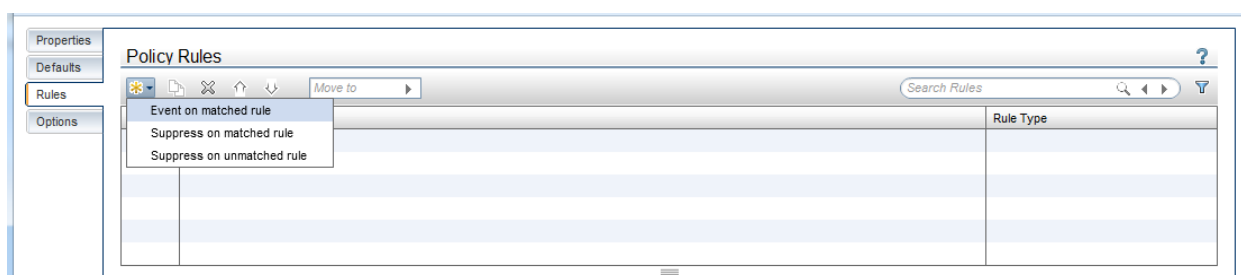 Properties
Defaults
Rules
Options
Policy Rules
?
Move to
Search Rules
Event on matched rule
Suppress on matched rule
Suppress on unmatched rule
Rule Type